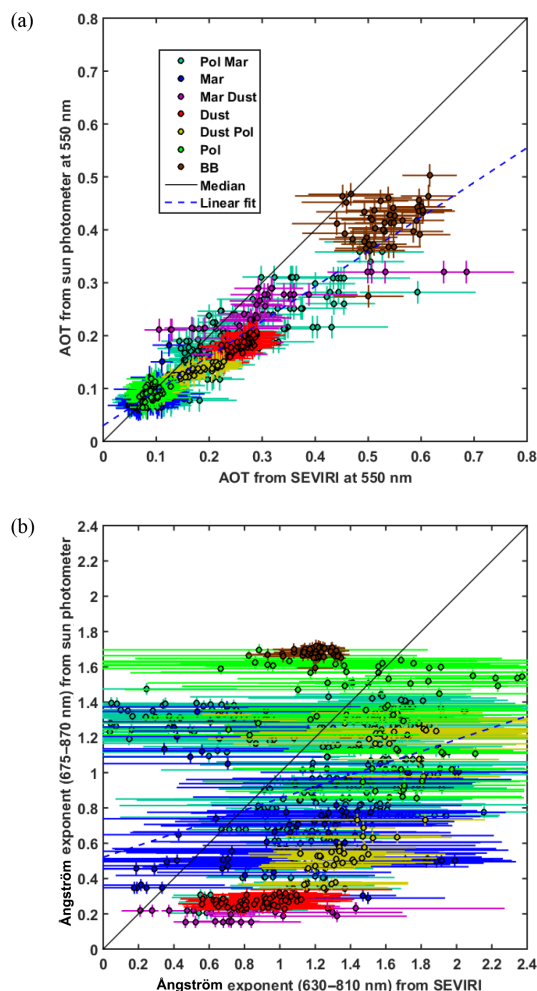 (a)
0.8
0.7
0.6
0.5
0.4
0.3
0.2
0.1
0
AOT from sun photometer at 550 nm
Pol Mar
Mar
Mar Dust
Dust
Dust Pol
Pol
BB
Median
Linear fit
0 0.1 0.2 0.3 0.4 0.5 0.6 0.7 0.8
AOT from SEVIRI at 550 nm
(b)
2.4
2.2
2
1.8
1.6
1.4
1.2
1
0.8
0.6
0.4
0.2
0
Ångström exponent (675–870 nm) from sun photometer
0 0.2 0.4 0.6 0.8 1 1.2 1.4 1.6 1.8 2 2.2 2.4
Ångström exponent (630–810 nm) from SEVIRI